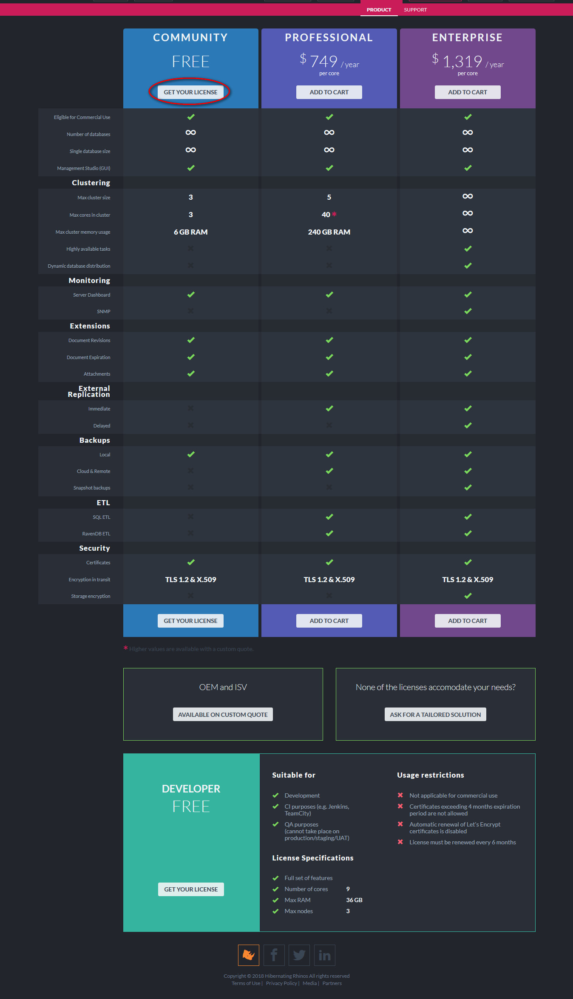 PRODUCT SUPPORT
COMMUNITY PROFESSIONAL ENTERPRISE
FREE $ 749 / year $ 1,319 / year
per core per core
GET YOUR LICENSE ADD TO CART ADD TO CART
Eligible for Commercial Use
Number of databases ∞ ∞ ∞
Single database size ∞ ∞ ∞
Management Studio (GUI)
Clustering
Max cluster size 3 5 ∞
Max cores in cluster 3 40 * ∞
Max cluster memory usage 6 GB RAM 240 GB RAM ∞
Highly available tasks
Dynamic database distribution
Monitoring
Server Dashboard
SNMP
Extensions
Document Revisions
Document Expiration
Attachments
External
Replication
Immediate
Delayed
Backups
Local
Cloud & Remote
Snapshot backups
ETL
SQL ETL
RavenDB ETL
Security
Certificates
Encryption in transit TLS 1.2 & X.509 TLS 1.2 & X.509 TLS 1.2 & X.509
Storage encryption
GET YOUR LICENSE ADD TO CART ADD TO CART
* Higher values are available with a custom quote.
OEM and ISV
AVAILABLE ON CUSTOM QUOTE
None of the licenses accomodate your needs?
ASK FOR A TAILORED SOLUTION
DEVELOPER
FREE
GET YOUR LICENSE
Suitable for
Development
CI purposes (e.g. Jenkins,
TeamCity)
QA purposes
(cannot take place on
production/staging/UAT)
License Specifications
Full set of features
Number of cores 9
Max RAM 36 GB
Max nodes 3
Usage restrictions
Not applicable for commercial use
Certificates exceeding 4 months expiration
period are not allowed
Automatic renewal of Let's Encrypt
certificates is disabled
License must be renewed every 6 months
f in
Copyright © 2018 Hibernating Rhinos All rights reserved
Terms of Use | Privacy Policy | Media | Partners